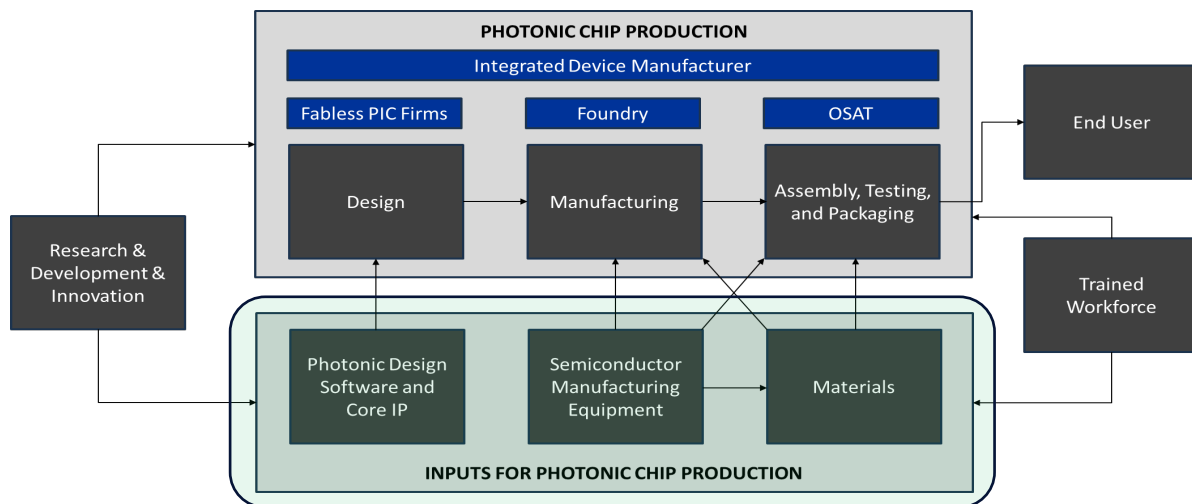 PHOTONIC CHIP PRODUCTION
Integrated Device Manufacturer
Fabless PIC Firms
Foundry
OSAT
End User
Design
Manufacturing
Assembly, Testing,
and Packaging
Research &
Development &
Innovation
Trained
Workforce
Photonic Design
Software and
Core IP
Semiconductor
Manufacturing
Equipment
Materials
INPUTS FOR PHOTONIC CHIP PRODUCTION